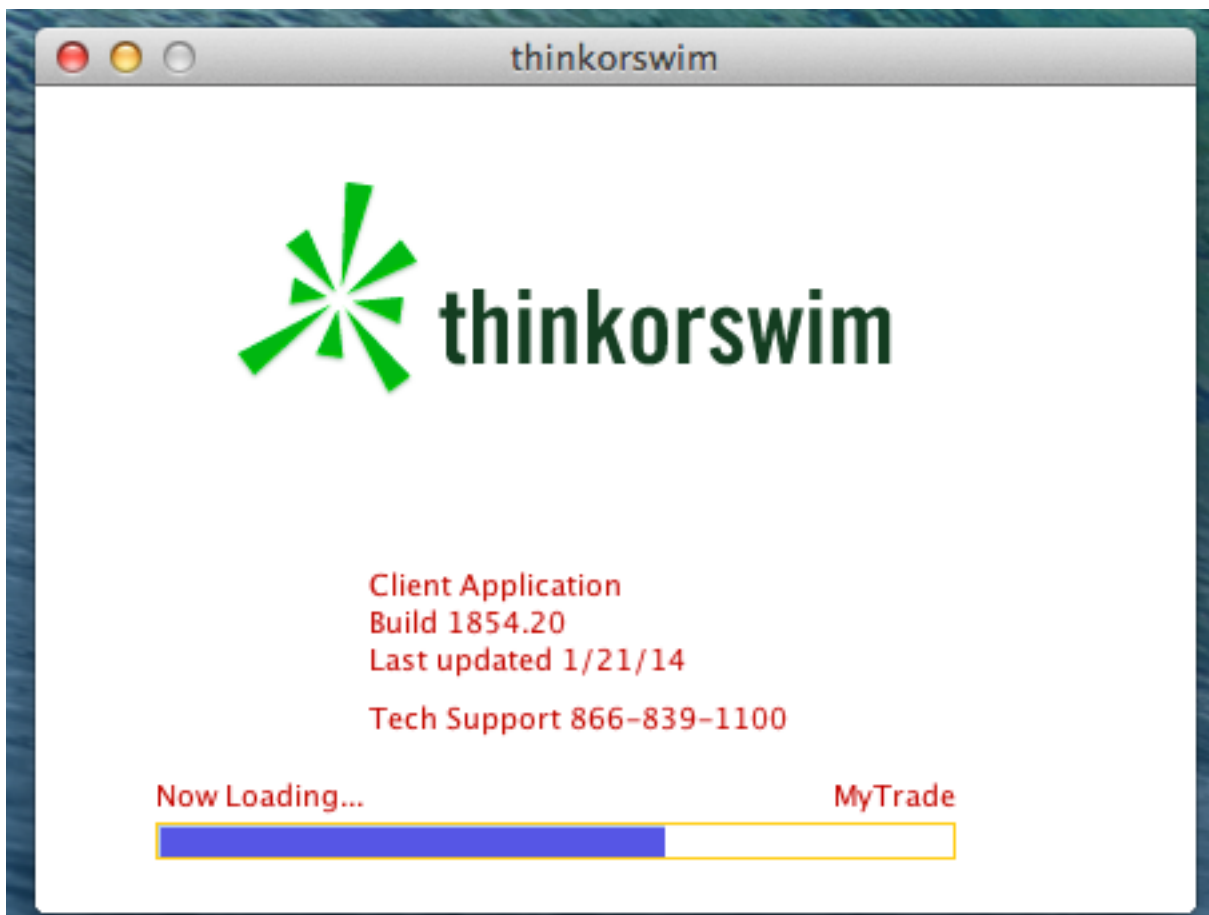 thinkorswim
thinkorswim
Client Application
Build 1854.20
Last updated 1/21/14
Tech Support 866-839-1100
Now Loading... MyTrade